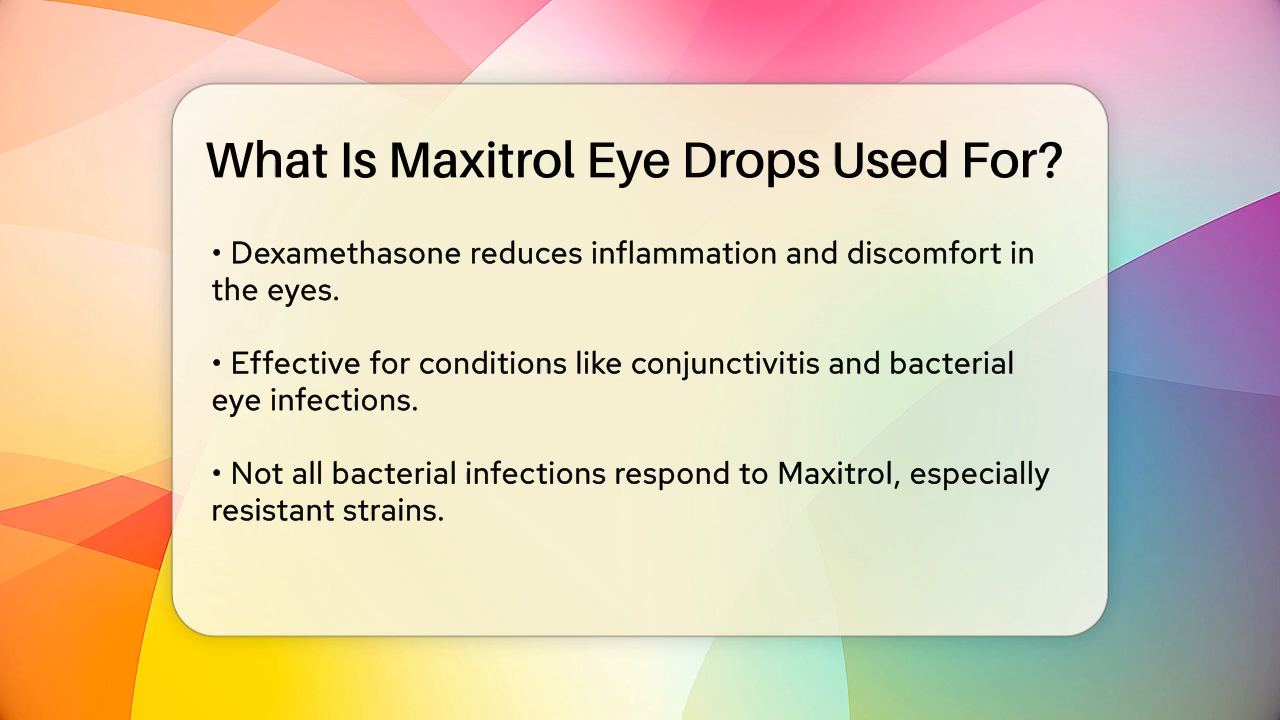 What Is Maxitrol Eye Drops Used For?
• Dexamethasone reduces inflammation and discomfort in
the eyes.
• Effective for conditions like conjunctivitis and bacterial
eye infections.
• Not all bacterial infections respond to Maxitrol, especially
resistant strains.